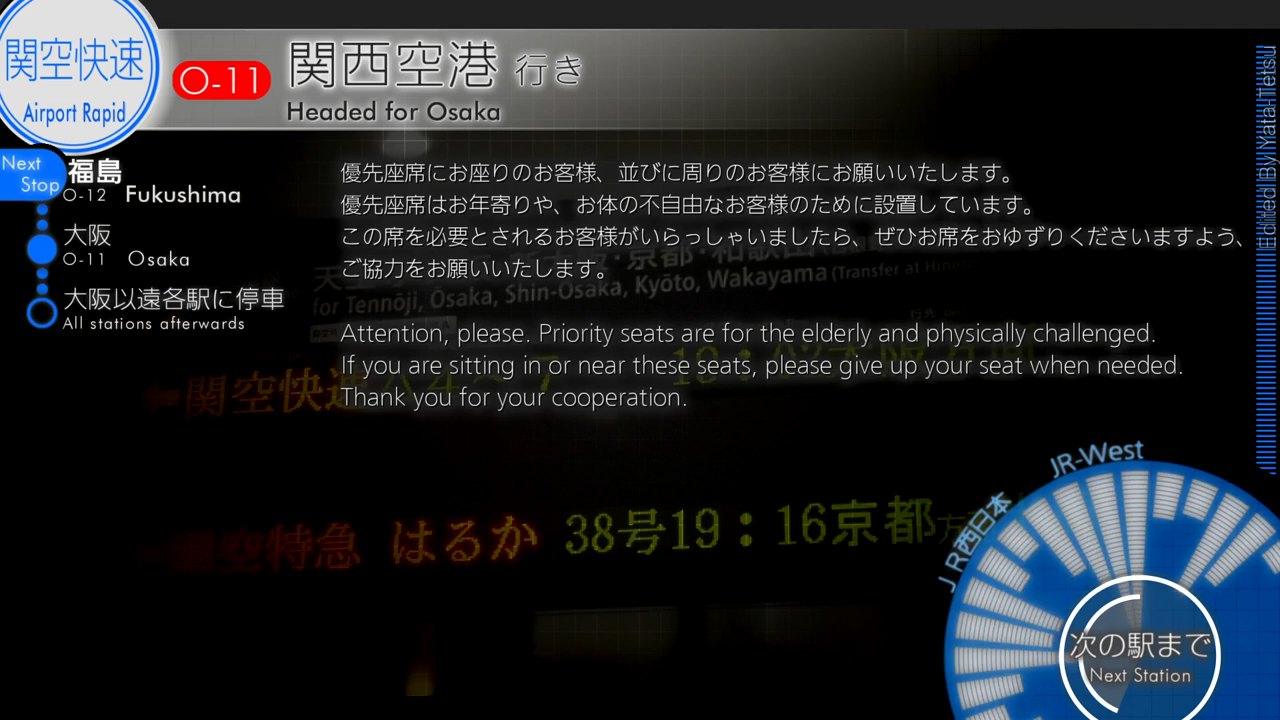 関空快速
Airport Rapid
O-11
関西空港 行き
Headed for Osaka
Next
Stop
福島
O-12 Fukushima
大阪
O-11 Osaka
大阪以遠各駅に停車
All stations afterwards
優先座席にお座りのお客様、並びに周りのお客様にお願いいたします。
優先座席はお年寄りや、お体の不自由なお客様のために設置しています。
この席を必要とされるお客様がいらっしゃいましたら、ぜひお席をおゆずりくださいますよう、
ご協力をお願いいたします。
for Tennōji, Ōsaka, Shin-Osaka, Kyōto, Wakayama (Transfer at
Attention, please. Priority seats are for the elderly and physically challenged.
If you are sitting in or near these seats, please give up your seat when needed.
Thank you for your cooperation.
関空快速
空特急 はるか 38号19:16京都方
JR-West
JR西日本
次の駅まで
Next Station
Edited By Yata-Tetsu